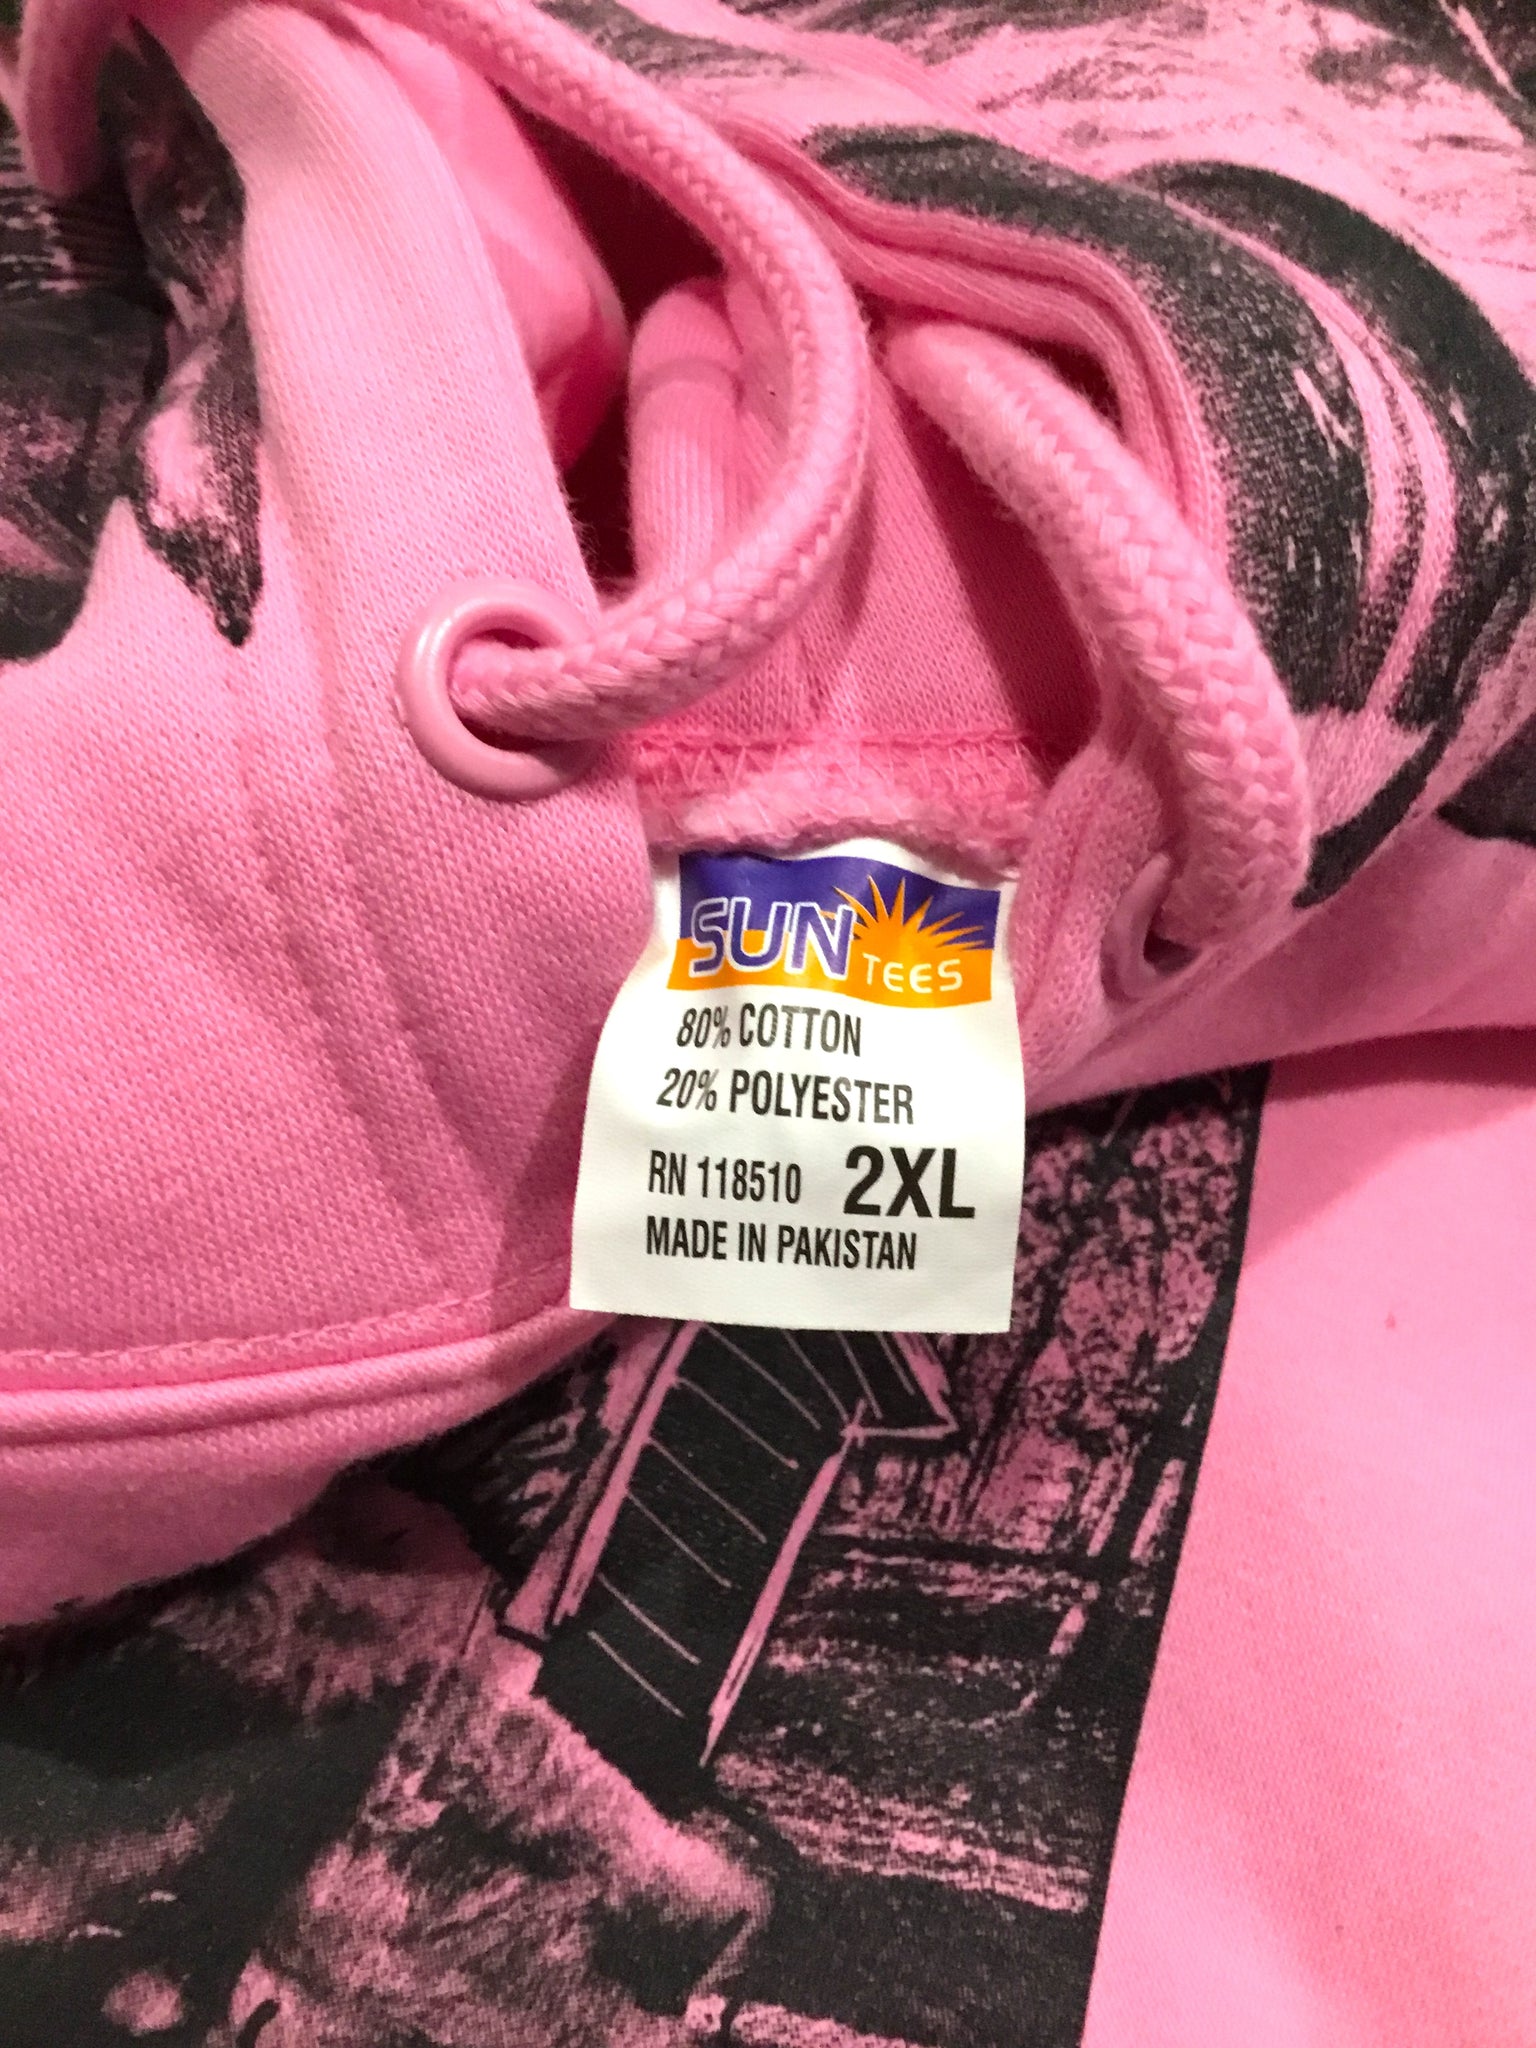 SUN TEES
80% COTTON
20% POLYESTER
RN 118510 2XL
MADE IN PAKISTAN